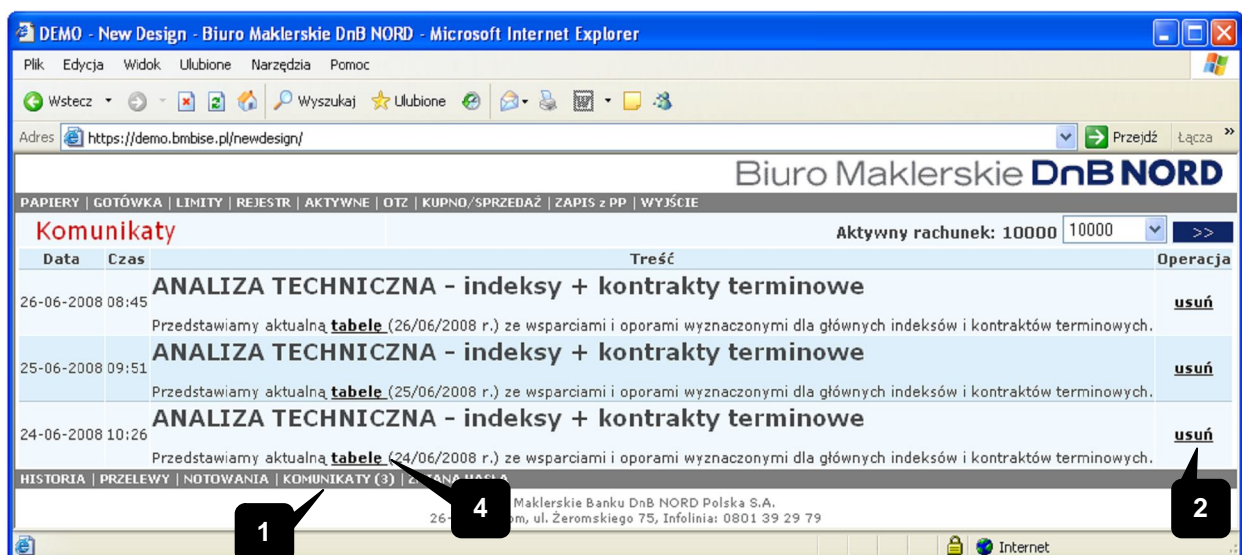 DEMO - New Design - Biuro Maklerskie DnB NORD - Microsoft Internet Explorer
Plik Edycja Widok Ulubione Narzędzia Pomoc
Wstecz Wyszukaj Ulubione
Adres https://demo.bmbise.pl/newdesign/ Przejdź Łącza »
Biuro Maklerskie DnB NORD
PAPIERY | GOTÓWKA | LIMITY | REJESTR | AKTYWNE | OTZ | KUPNO/SPRZEDAŻ | ZAPIS z PP | WYJŚCIE
Komunikaty Aktywny rachunek: 10000 10000 >>
Data Czas Treść Operacja
ANALIZA TECHNICZNA - indeksy + kontrakty terminowe
26-06-2008 08:45 usuń
Przedstawiamy aktualną tabelę (26/06/2008 r.) ze wsparciami i oporami wyznaczonymi dla głównych indeksów i kontraktów terminowych.
ANALIZA TECHNICZNA - indeksy + kontrakty terminowe
25-06-2008 09:51 usuń
Przedstawiamy aktualną tabelę (25/06/2008 r.) ze wsparciami i oporami wyznaczonymi dla głównych indeksów i kontraktów terminowych.
ANALIZA TECHNICZNA - indeksy + kontrakty terminowe
24-06-2008 10:26 usuń
Przedstawiamy aktualną tabelę (24/06/2008 r.) ze wsparciami i oporami wyznaczonymi dla głównych indeksów i kontraktów terminowych.
HISTORIA | PRZELEWY | NOTOWANIA | KOMUNIKATY (3) |
Maklerskie Banku DnB NORD Polska S.A.
26- ul. Żeromskiego 75, Infolinia: 0801 39 29 79
1 4 2
Internet